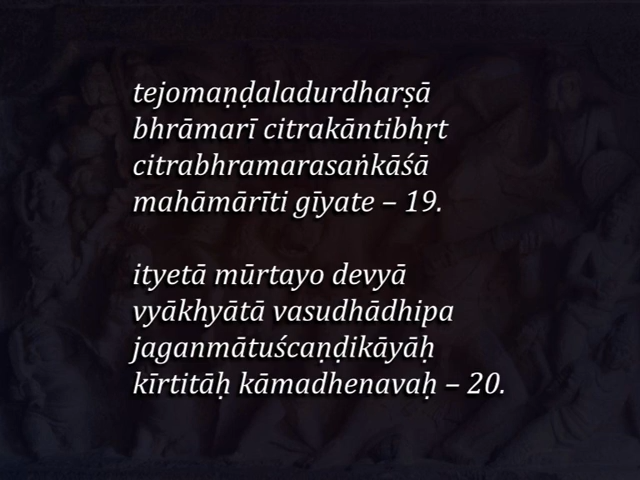 tejomaṇḍaladurdharṣā
bhrāmarī citrakāntibhṛt
citrabhramarasaṅkāśā
mahāmārīti gīyate – 19.
ityetā mūrtayo devyā
vyākhyātā vasudhādhipa
jaganmātuścaṇḍikāyāḥ
kīrtitāḥ kāmadhenavaḥ – 20.